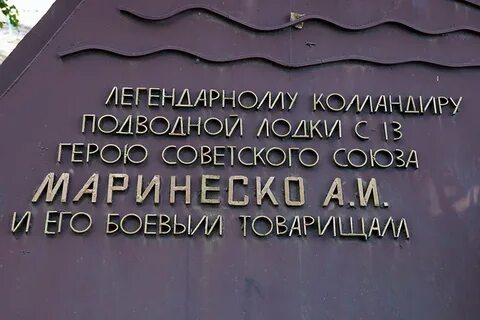 ЛЕГЕНДАРНОМУ КОМАНДИРУ
ПОДВОДНОЙ ЛОДКИ С 13
ГЕРОЮ СОВЕТСКОГО СОЮЗА
МАРИНЕСКО А.И.
И ЕГО БОЕВЫМ ТОВАРИЩАМ